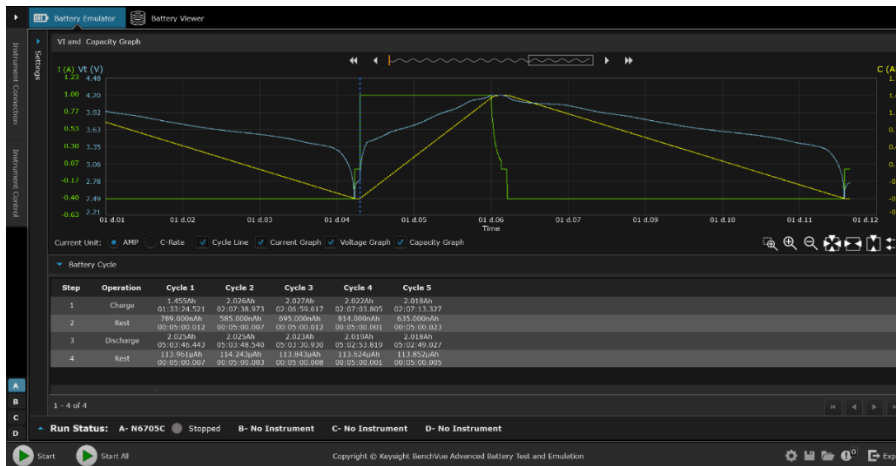 Battery Emulator
Battery Viewer
Instrument Connection
Instrument Control
Settings
VI and Capacity Graph
I (A) Vt (V)
C (A
1.23 4.48
1.00 4.20
0.77 3.92
0.53 3.63
0.30 3.35
0.07 3.06
-0.17 2.78
-0.40 2.49
-0.63 2.21
01 d.01 01 d.02 01 d.03 01 d.04 01 d.05 01 d.06 01 d.07 01 d.09 01 d.10 01 d.11 01 d.12
Time
Current Unit: AMP C-Rate Cycle Line Current Graph Voltage Graph Capacity Graph
Battery Cycle
Step Operation Cycle 1 Cycle 2 Cycle 3 Cycle 4 Cycle 5
1 Charge
1.455Ah 2.026Ah 2.027Ah 2.022Ah 2.018Ah
01:33:24.521 02:07:38.973 02:06:59.617 02:07:03.805 02:07:13.327
2 Rest
789.000nAh 585.000nAh 695.000nAh 814.000nAh 635.000nAh
00:05:00.012 00:05:00.007 00:05:00.012 00:05:00.001 00:05:00.023
3 Discharge
2.025Ah 2.025Ah 2.023Ah 2.019Ah 2.018Ah
05:03:46.443 05:03:48.540 05:03:30.930 05:02:53.819 05:02:49.027
4 Rest
113.961µAh 114.243µAh 113.843µAh 113.624µAh 113.852µAh
00:05:00.007 00:05:00.003 00:05:00.008 00:05:00.001 00:05:00.005
1 - 4 of 4
A
B
C
D
Run Status: A- N6705C Stopped B- No Instrument C- No Instrument D- No Instrument
Start Start All Copyright © Keysight BenchVue Advanced Battery Test and Emulation 0 Exp